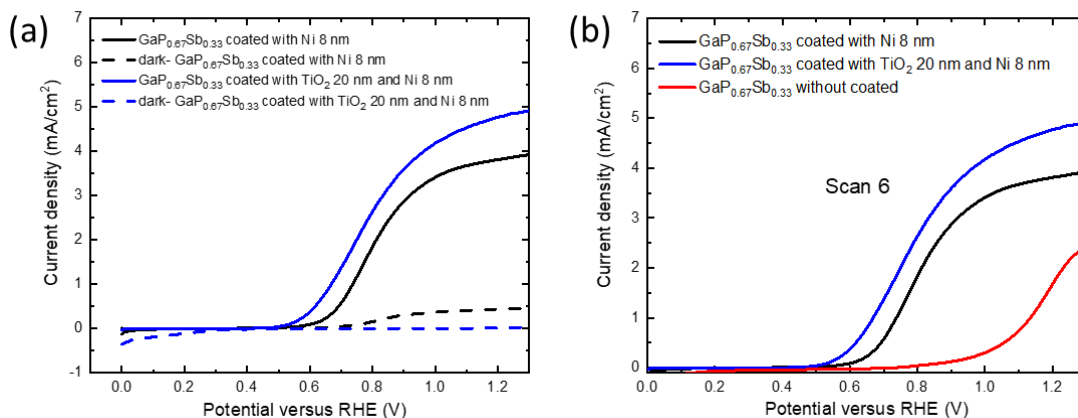 (a)
GaP0.67Sb0.33 coated with Ni 8 nm
dark- GaP0.67Sb0.33 coated with Ni 8 nm
GaP0.67Sb0.33 coated with TiO2 20 nm and Ni 8 nm
dark- GaP0.67Sb0.33 coated with TiO2 20 nm and Ni 8 nm
Current density (mA/cm2)
7
6
5
4
3
2
1
0
-1
0.0 0.2 0.4 0.6 0.8 1.0 1.2
Potential versus RHE (V)
(b)
GaP0.67Sb0.33 coated with Ni 8 nm
GaP0.67Sb0.33 coated with TiO2 20 nm and Ni 8 nm
GaP0.67Sb0.33 without coated
Scan 6
Current density (mA/cm2)
7
6
5
4
3
2
1
0
0.0 0.2 0.4 0.6 0.8 1.0 1.2
Potential versus RHE (V)